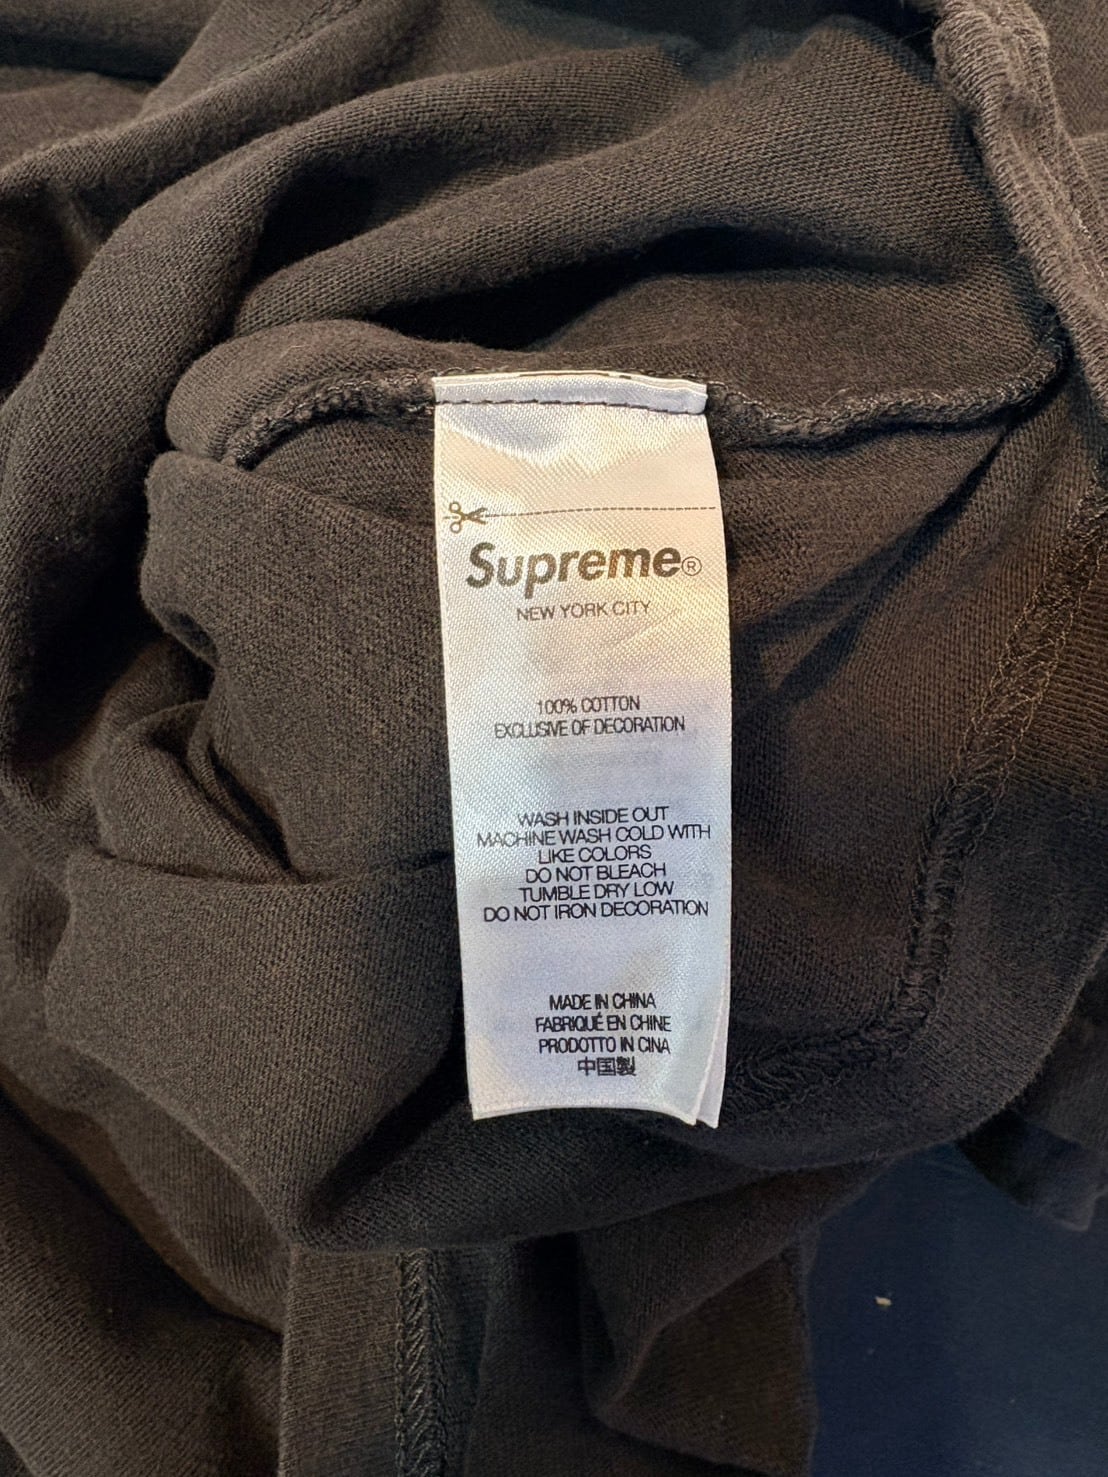 Supreme®
NEW YORK CITY
100% COTTON
EXCLUSIVE OF DECORATION
WASH INSIDE OUT
MACHINE WASH COLD WITH
LIKE COLORS
DO NOT BLEACH
TUMBLE DRY LOW
DO NOT IRON DECORATION
MADE IN CHINA
FABRIQUÉ EN CHINE
PRODOTTO IN CINA
中国製